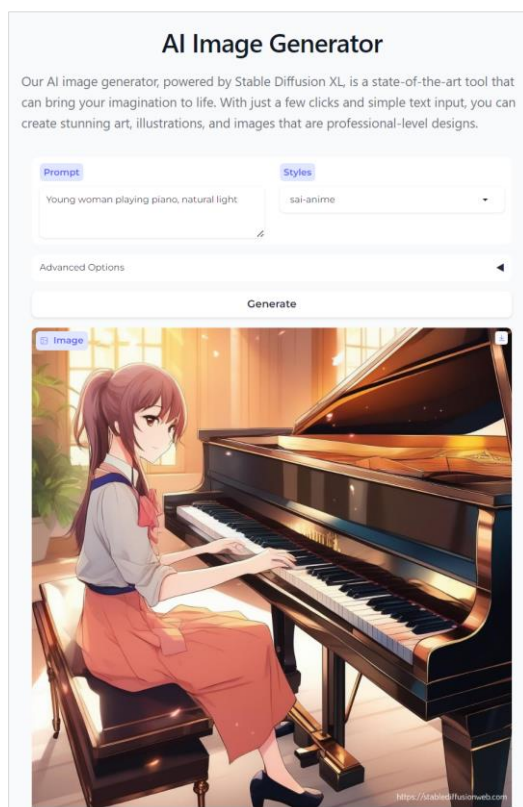 AI Image Generator
Our AI image generator, powered by Stable Diffusion XL, is a state-of-the-art tool that
can bring your imagination to life. With just a few clicks and simple text input, you can
create stunning art, illustrations, and images that are professional-level designs.
Prompt
Styles
Young woman playing piano, natural light
sai-anime
Advanced Options
Generate
Image
https://stablediffusionweb.com